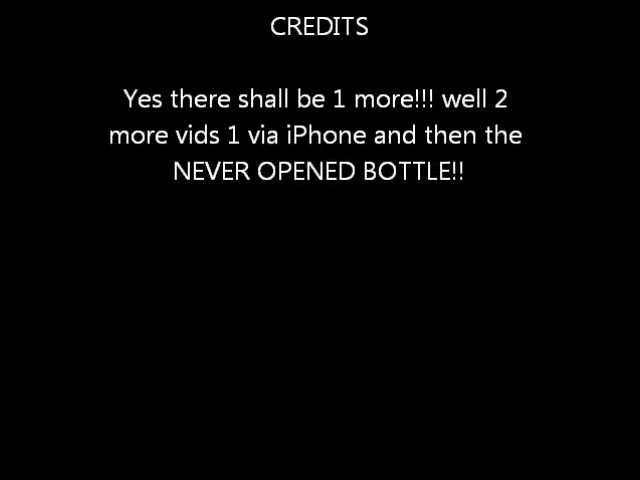 CREDITS
Yes there shall be 1 more!!! well 2
more vids 1 via iPhone and then the
NEVER OPENED BOTTLE!!